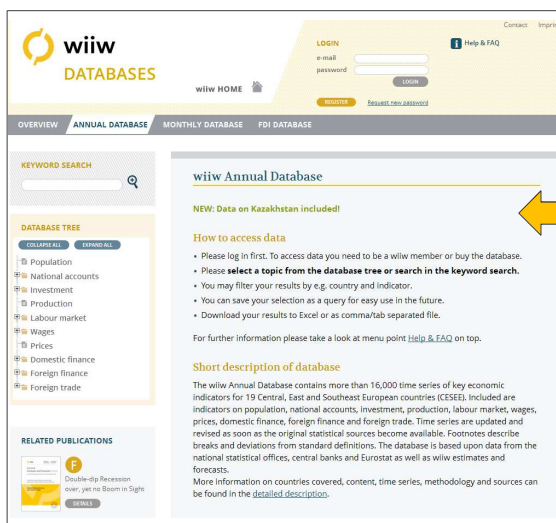 Contact Imprin
wiiw
DATABASES
wiiw HOME
LOGIN
e-mail
password
LOGIN
REGISTER Request new password
i Help & FAQ
OVERVIEW ANNUAL DATABASE MONTHLY DATABASE FDI DATABASE
KEYWORD SEARCH
DATABASE TREE
COLLAPSE ALL EXPAND ALL
Population
National accounts
Investment
Production
Labour market
Wages
Prices
Domestic finance
Foreign finance
Foreign trade
RELATED PUBLICATIONS
F
Double-dip Recession
over, yet no Boom in Sight
DETAILS
wiiw Annual Database
NEW: Data on Kazakhstan included!
How to access data
• Please log in first. To access data you need to be a wiiw member or buy the database.
• Please select a topic from the database tree or search in the keyword search.
• You may filter your results by e.g. country and indicator.
• You can save your selection as a query for easy use in the future.
• Download your results to Excel or as comma/tab separated file.
For further information please take a look at menu point Help & FAQ on top.
Short description of database
The wiiw Annual Database contains more than 16,000 time series of key economic
indicators for 19 Central, East and Southeast European countries (CESEE). Included are
indicators on population, national accounts, investment, production, labour market, wages,
prices, domestic finance, foreign finance and foreign trade. Time series are updated and
revised as soon as the original statistical sources become available. Footnotes describe
breaks and deviations from standard definitions. The database is based upon data from the
national statistical offices, central banks and Eurostat as well as wiiw estimates and
forecasts.
More information on countries covered, content, time series, methodology and sources can
be found in the detailed description.